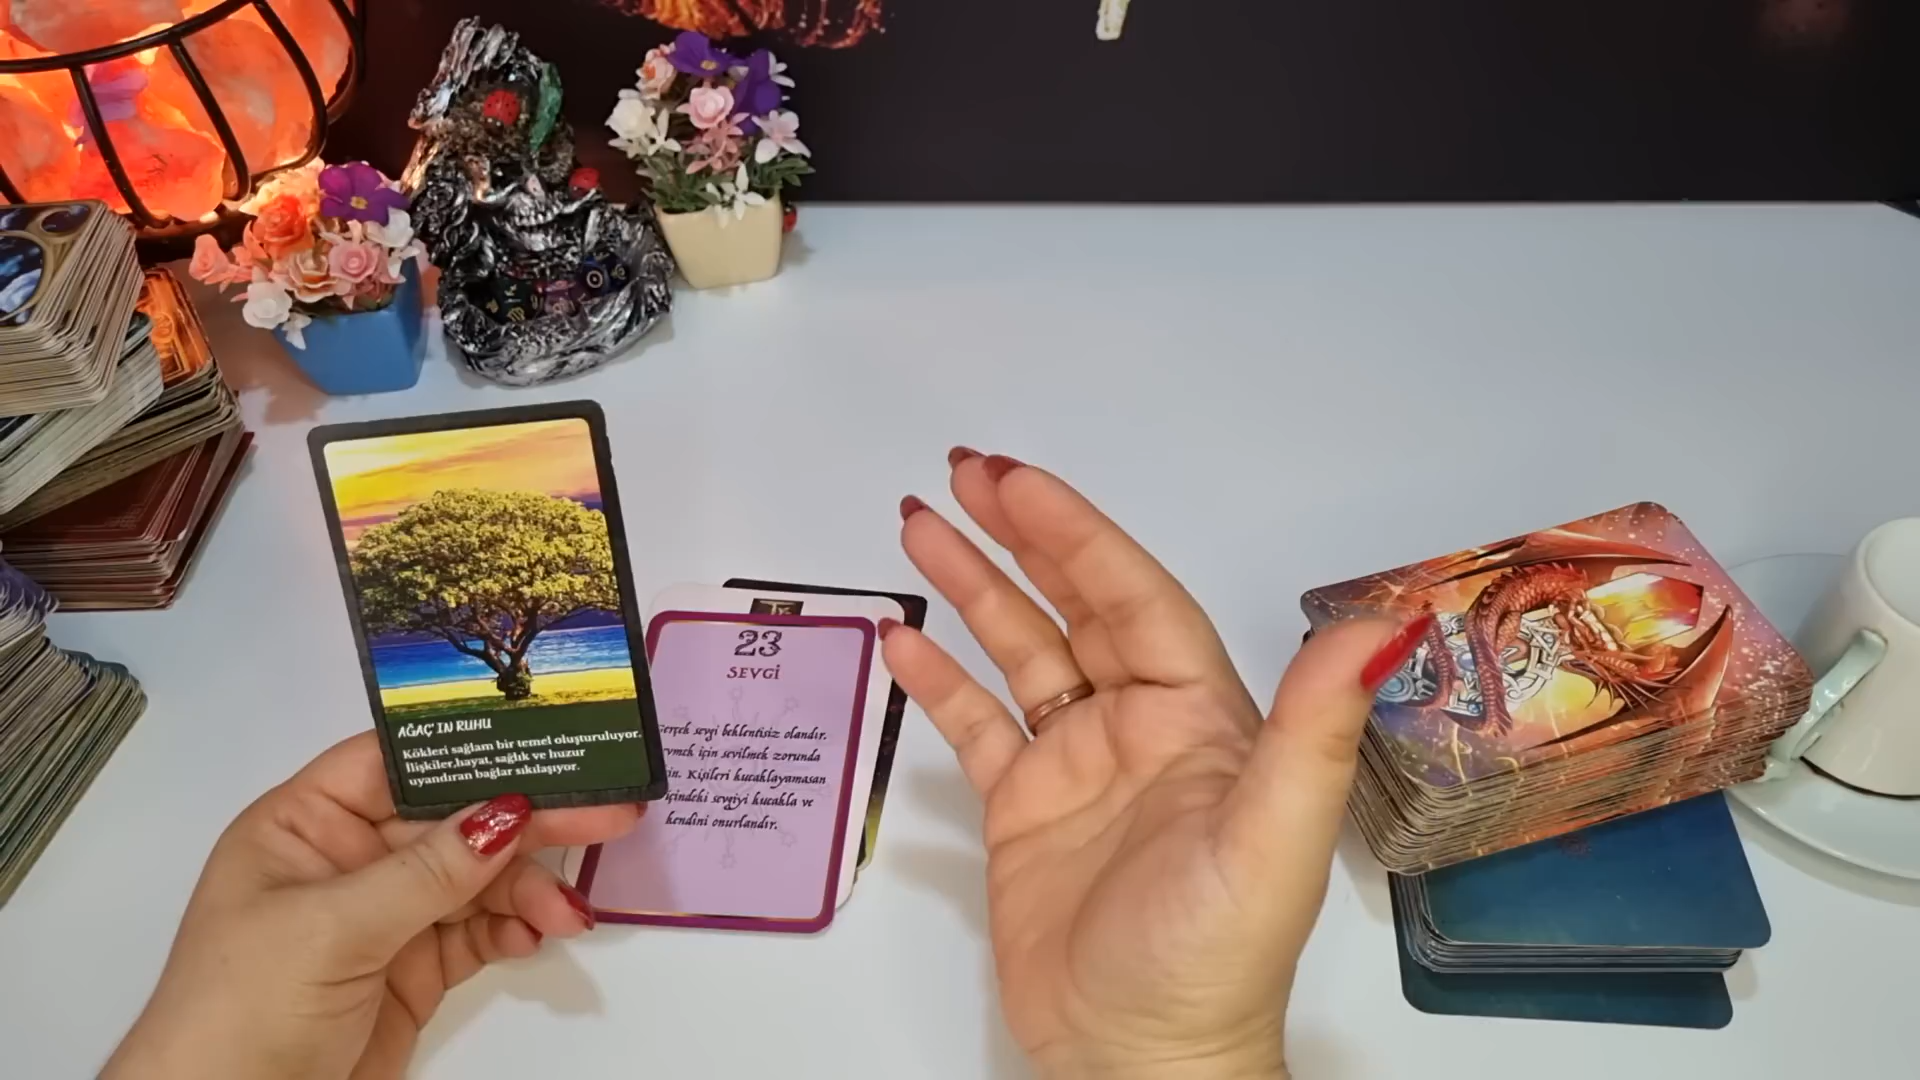 AĞAÇ'IN RUHU
Kökleri sağlam bir temel oluşturuluyor.
İlişkiler,hayat, sağlık ve huzur
uyandıran bağlar sıkılaşıyor.
23
SEVGİ
Gerçek sevgi beklentisiz olandır.
için sevilmek zorunda
Kişileri kucaklayamasan
içindeki sevgiyi kucakla ve
kendini onurlandır.